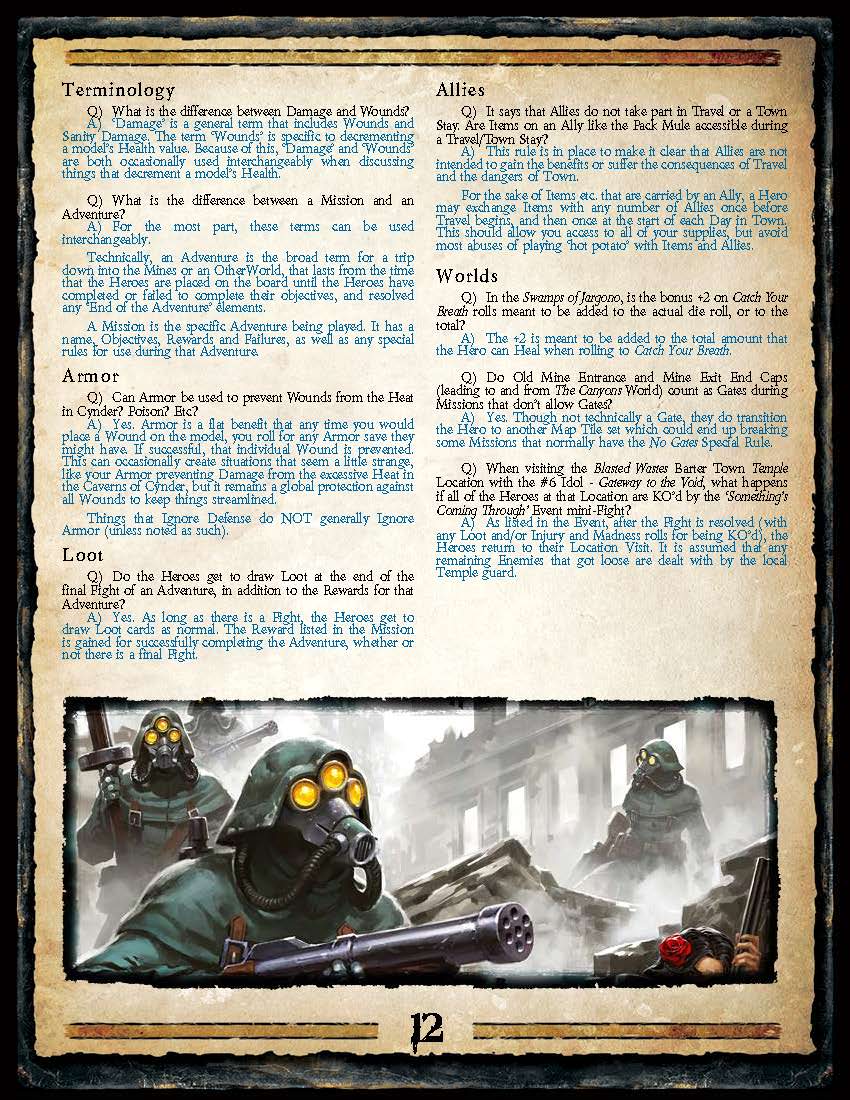 Terminology
Q) What is the difference between Damage and Wounds?
A) ‘Damage’ is a general term that includes Wounds and
Sanity Damage. The term ‘Wounds’ is specific to decrementing
a model’s Health value. Because of this, ‘Damage’ and ‘Wounds’
are both occasionally used interchangeably when discussing
things that decrement a model’s Health.
Q) What is the difference between a Mission and an
Adventure?
A) For the most part, these terms can be used
interchangeably.
Technically, an Adventure is the broad term for a trip
down into the Mines or an OtherWorld, that lasts from the time
that the Heroes are placed on the board until the Heroes have
completed or failed to complete their objectives, and resolved
any ‘End of the Adventure’ elements.
A Mission is the specific Adventure being played. It has a
name, Objectives, Rewards and Failures, as well as any special
rules for use during that Adventure.
Armor
Q) Can Armor be used to prevent Wounds from the Heat
in Cynder? Poison? Etc?
A) Yes. Armor is a flat benefit that any time you would
place a Wound on the model, you roll for any Armor save they
might have. If successful, that individual Wound is prevented.
This can occasionally create situations that seem a little strange,
like your Armor preventing Damage from the excessive Heat in
the Caverns of Cynder, but it remains a global protection against
all Wounds to keep things streamlined.
Things that Ignore Defense do NOT generally Ignore
Armor (unless noted as such).
Loot
Q) Do the Heroes get to draw Loot at the end of the
final Fight of an Adventure, in addition to the Rewards for that
Adventure?
A) Yes. As long as there is a Fight, the Heroes get to
draw Loot cards as normal. The Reward listed in the Mission
is gained for successfully completing the Adventure, whether or
not there is a final Fight.
Allies
Q) It says that Allies do not take part in Travel or a Town
Stay. Are Items on an Ally like the Pack Mule accessible during
a Travel/Town Stay?
A) This rule is in place to make it clear that Allies are not
intended to gain the benefits or suffer the consequences of Travel
and the dangers of Town.
For the sake of Items etc. that are carried by an Ally, a Hero
may exchange Items with any number of Allies once before
Travel begins, and then once at the start of each Day in Town.
This should allow you access to all of your supplies, but avoid
most abuses of playing ‘hot potato’ with Items and Allies.
Worlds
Q) In the Swamps of Jargono, is the bonus +2 on Catch Your
Breath rolls meant to be added to the actual die roll, or to the
total?
A) The +2 is meant to be added to the total amount that
the Hero can Heal when rolling to Catch Your Breath.
Q) Do Old Mine Entrance and Mine Exit End Caps
(leading to and from The Canyons World) count as Gates during
Missions that don’t allow Gates?
A) Yes. Though not technically a Gate, they do transition
the Hero to another Map Tile set which could end up breaking
some Missions that normally have the No Gates Special Rule.
Q) When visiting the Blasted Wastes Barter Town Temple
Location with the #6 Idol - Gateway to the Void, what happens
if all of the Heroes at that Location are KO’d by the ‘Something’s
Coming Through’ Event mini-Fight?
A) As listed in the Event, after the Fight is resolved (with
any Loot and/or Injury and Madness rolls for being KO’d), the
Heroes return to their Location Visit. It is assumed that any
remaining Enemies that got loose are dealt with by the local
Temple guard.
12